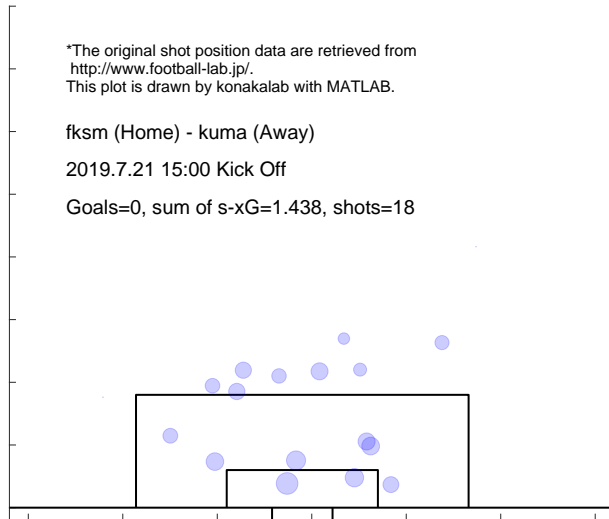 *The original shot position data are retrieved from
http://www.football-lab.jp/.
This plot is drawn by konakalab with MATLAB.
fksm (Home) - kuma (Away)
2019.7.21 15:00 Kick Off
Goals=0, sum of s-xG=1.438, shots=18